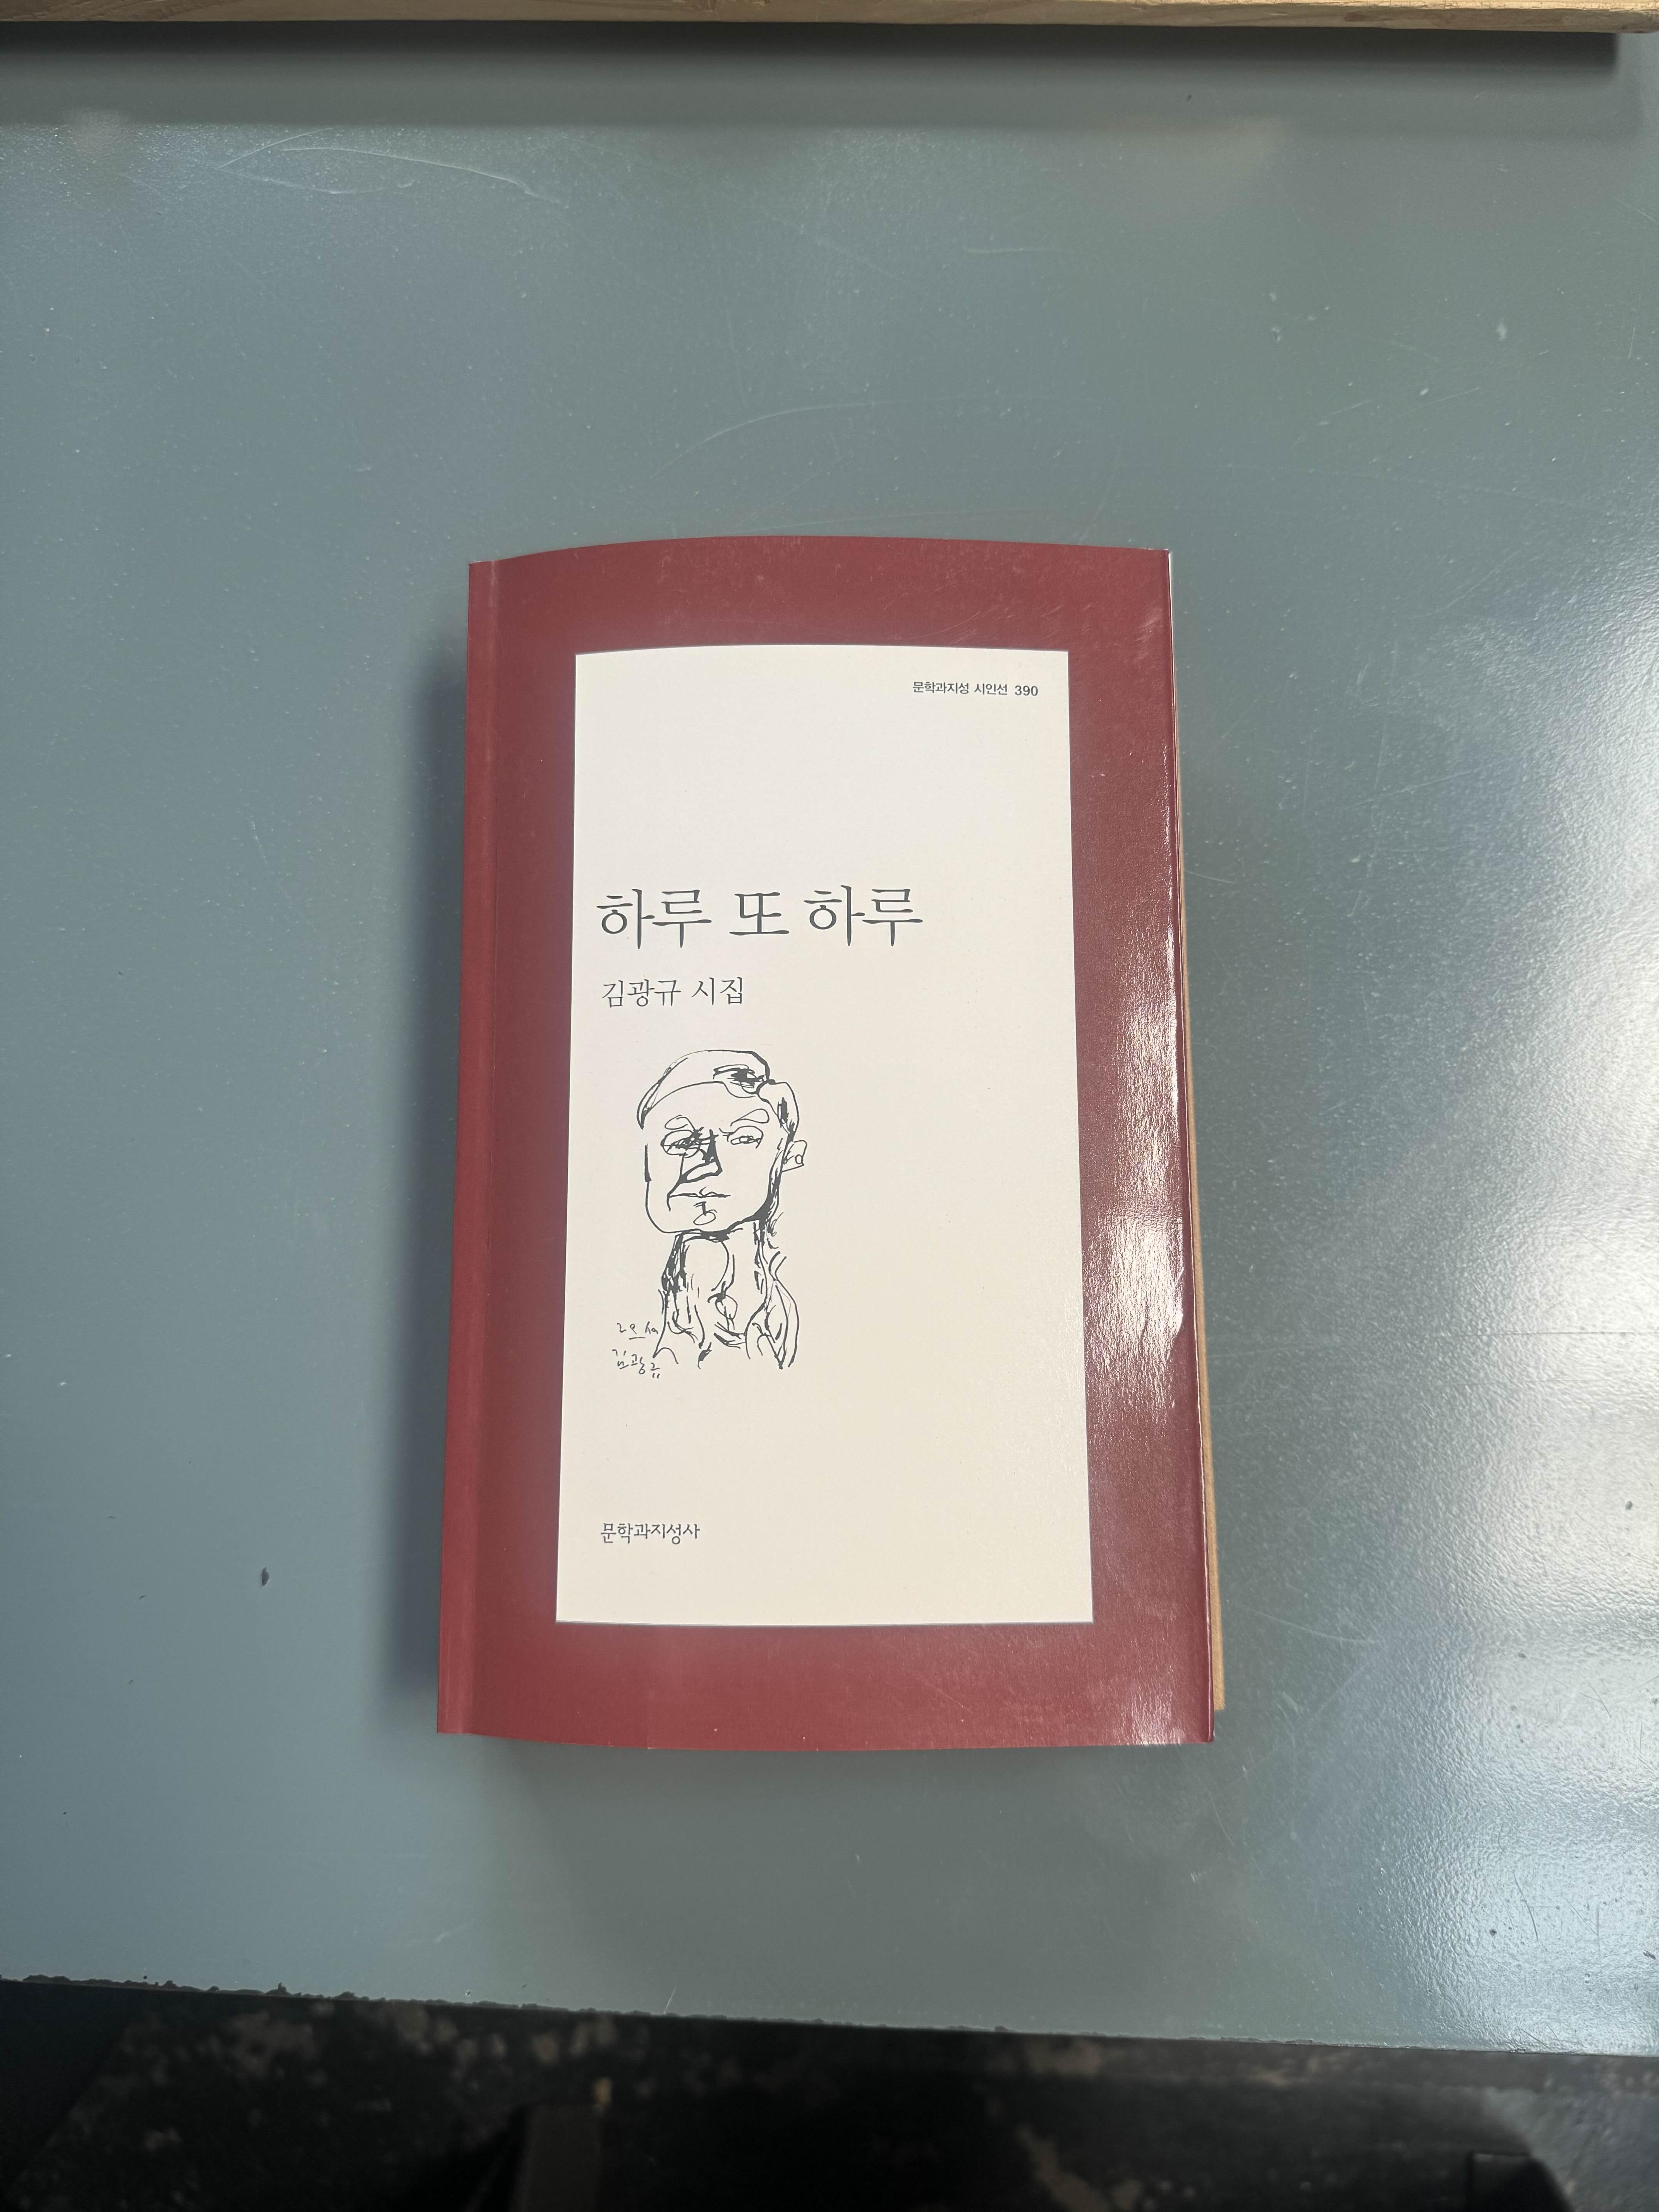 문학과지성 시인선 390
하루 또 하루
김광규 시집
김광규
문학과지성사